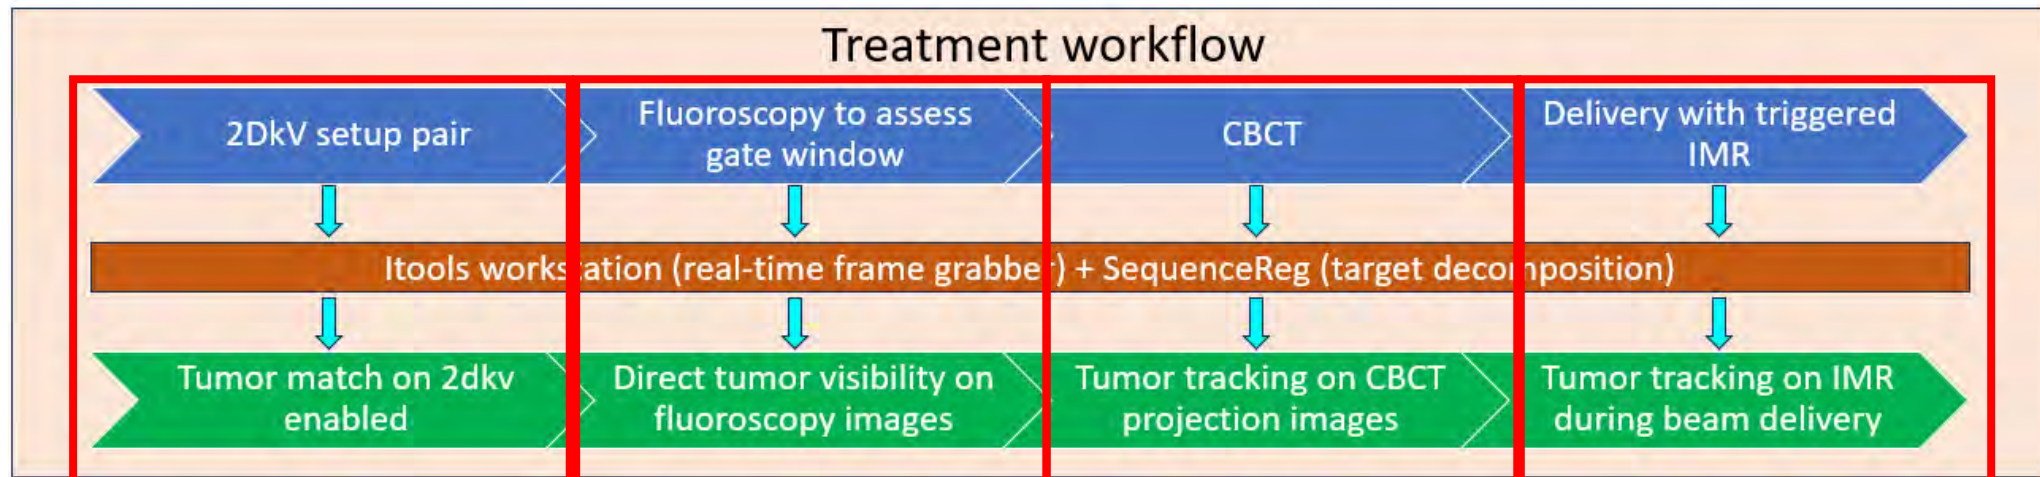 Treatment workflow
2DkV setup pair
Fluoroscopy to assess
gate window
CBCT
Delivery with triggered
IMR
Itools workstation (real-time frame grabber) + SequenceReg (target decomposition)
Tumor match on 2dkv
enabled
Direct tumor visibility on
fluoroscopy images
Tumor tracking on CBCT
projection images
Tumor tracking on IMR
during beam delivery